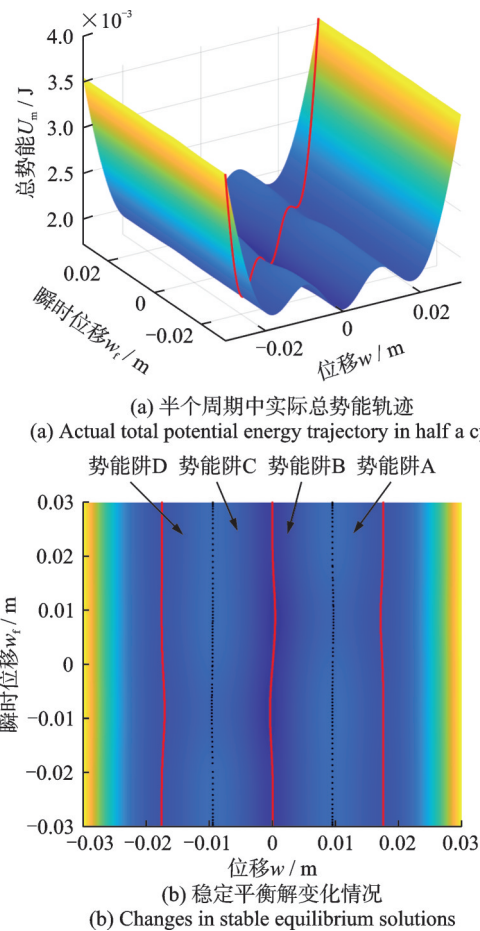 ×10⁻³
4.0
3.5
3.0
2.5
2.0
总势能Um / J
0.02
0
−0.02
瞬时位移wf / m
−0.02
0
0.02
位移w / m
(a) 半个周期中实际总势能轨迹
(a) Actual total potential energy trajectory in half a c
势能阱D 势能阱C 势能阱B 势能阱A
0.03
0.02
0.01
0
−0.01
−0.02
−0.03
瞬时位移wf / m
−0.03 −0.02 −0.01 0 0.01 0.02 0.03
位移w / m
(b) 稳定平衡解变化情况
(b) Changes in stable equilibrium solutions